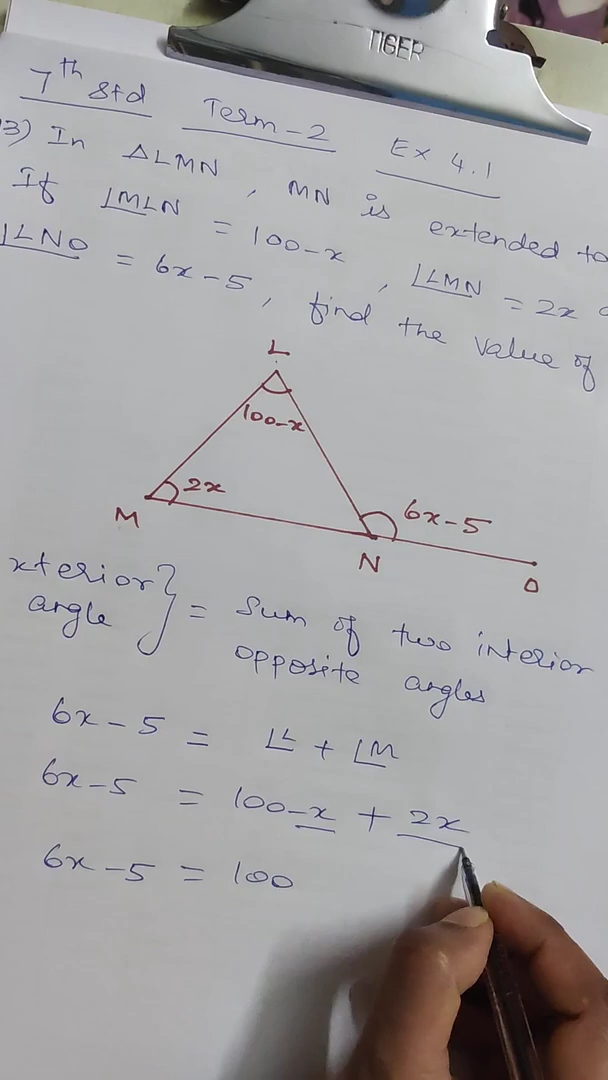 TIGER
7th Std Term-2 Ex 4.1
3) In ΔLMN, MN is extended to
If ∠MLN = 100-x, ∠LMN = 2x
∠LNO = 6x-5, find the value of
L
100-x
2x
6x-5
M
N
O
xterior
angle } = Sum of two interior
opposite angles
6x-5 = ∠L + ∠M
6x-5 = 100-x + 2x
6x-5 = 100